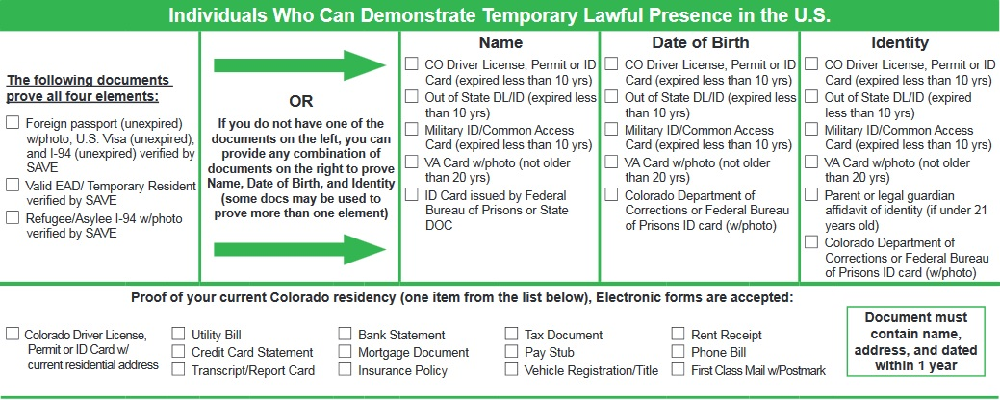 Individuals Who Can Demonstrate Temporary Lawful Presence in the U.S.
The following documents
prove all four elements:
Foreign passport (unexpired)
w/photo, U.S. Visa (unexpired),
and I-94 (unexpired) verified by
SAVE
Valid EAD/ Temporary Resident
verified by SAVE
Refugee/Asylee I-94 w/photo
verified by SAVE
OR
If you do not have one of the
documents on the left, you can
provide any combination of
documents on the right to prove
Name, Date of Birth, and Identity
(some docs may be used to
prove more than one element)
Name
CO Driver License, Permit or ID
Card (expired less than 10 yrs)
Out of State DL/ID (expired less
than 10 yrs)
Military ID/Common Access
Card (expired less than 10 yrs)
VA Card w/photo (not older
than 20 yrs)
ID Card issued by Federal
Bureau of Prisons or State
DOC
Date of Birth
CO Driver License, Permit or ID
Card (expired less than 10 yrs)
Out of State DL/ID (expired less
than 10 yrs)
Military ID/Common Access
Card (expired less than 10 yrs)
VA Card w/photo (not older
than 20 yrs)
Colorado Department of
Corrections or Federal Bureau
of Prisons ID card (w/photo)
Identity
CO Driver License, Permit or ID
Card (expired less than 10 yrs)
Out of State DL/ID (expired
less than 10 yrs)
Military ID/Common Access
Card (expired less than 10 yrs)
VA Card w/photo (not older
than 20 yrs)
Parent or legal guardian
affidavit of identity (if under 21
years old)
Colorado Department of
Corrections or Federal Bureau
of Prisons ID card (w/photo)
Proof of your current Colorado residency (one item from the list below), Electronic forms are accepted:
Colorado Driver License,
Permit or ID Card w/
current residential address
Utility Bill
Credit Card Statement
Transcript/Report Card
Bank Statement
Mortgage Document
Insurance Policy
Tax Document
Pay Stub
Vehicle Registration/Title
Rent Receipt
Phone Bill
First Class Mail w/Postmark
Document must
contain name,
address, and dated
within 1 year